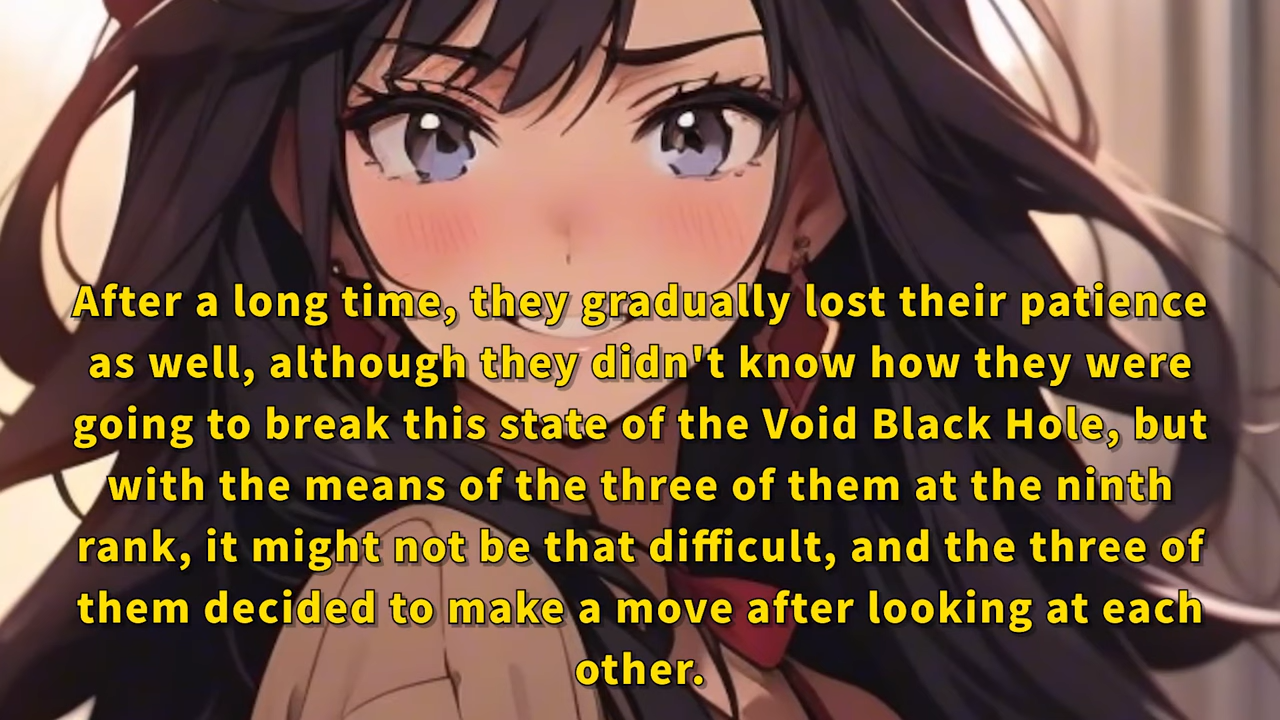 After a long time, they gradually lost their patience
as well, although they didn't know how they were
going to break this state of the Void Black Hole, but
with the means of the three of them at the ninth
rank, it might not be that difficult, and the three of
them decided to make a move after looking at each
other.